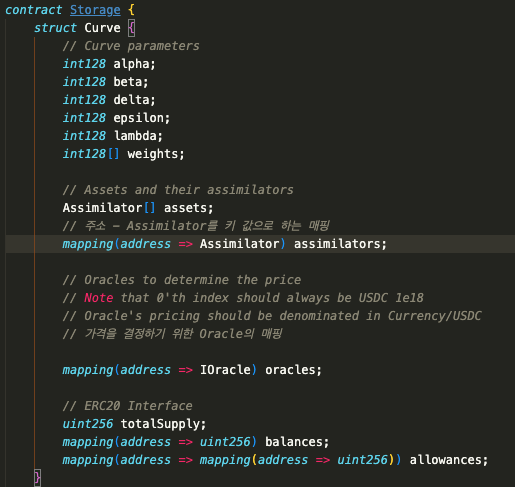 contract Storage {
struct Curve {
// Curve parameters
int128 alpha;
int128 beta;
int128 delta;
int128 epsilon;
int128 lambda;
int128[] weights;
// Assets and their assimilators
Assimilator[] assets;
// 주소 - Assimilator를 키 값으로 하는 매핑
mapping(address => Assimilator) assimilators;
// Oracles to determine the price
// Note that 0'th index should always be USDC 1e18
// Oracle's pricing should be denominated in Currency/USDC
// 가격을 결정하기 위한 Oracle의 매핑
mapping(address => IOracle) oracles;
// ERC20 Interface
uint256 totalSupply;
mapping(address => uint256) balances;
mapping(address => mapping(address => uint256)) allowances;
}